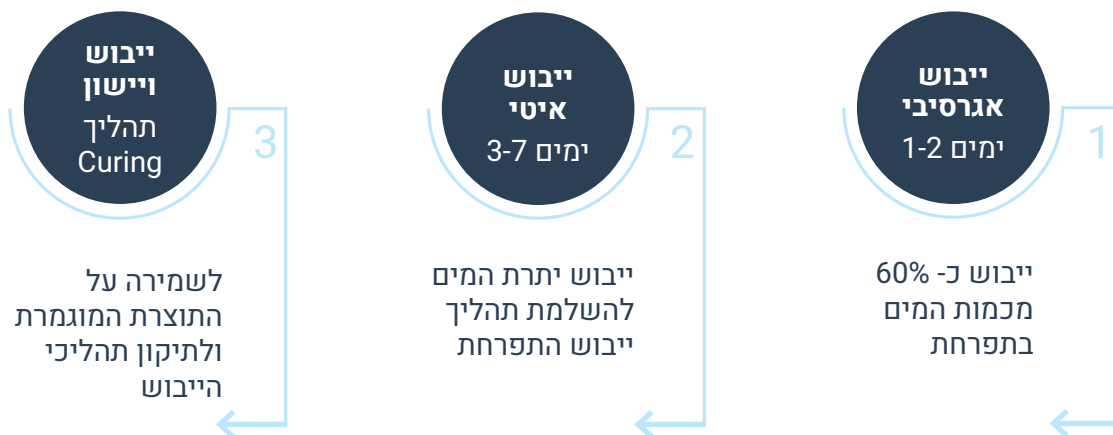 1
ייבוש
אגרסיבי
ימים 1-2
ייבוש כ- 60%
מכמות המים
בתפרחת
2
ייבוש
איטי
ימים 3-7
ייבוש יתרת המים
להשלמת תהליך
ייבוש התפרחת
3
ייבוש
ויישון
תהליך
Curing
לשמירה על
התוצרת המוגמרת
ולתיקון תהליכי
הייבוש